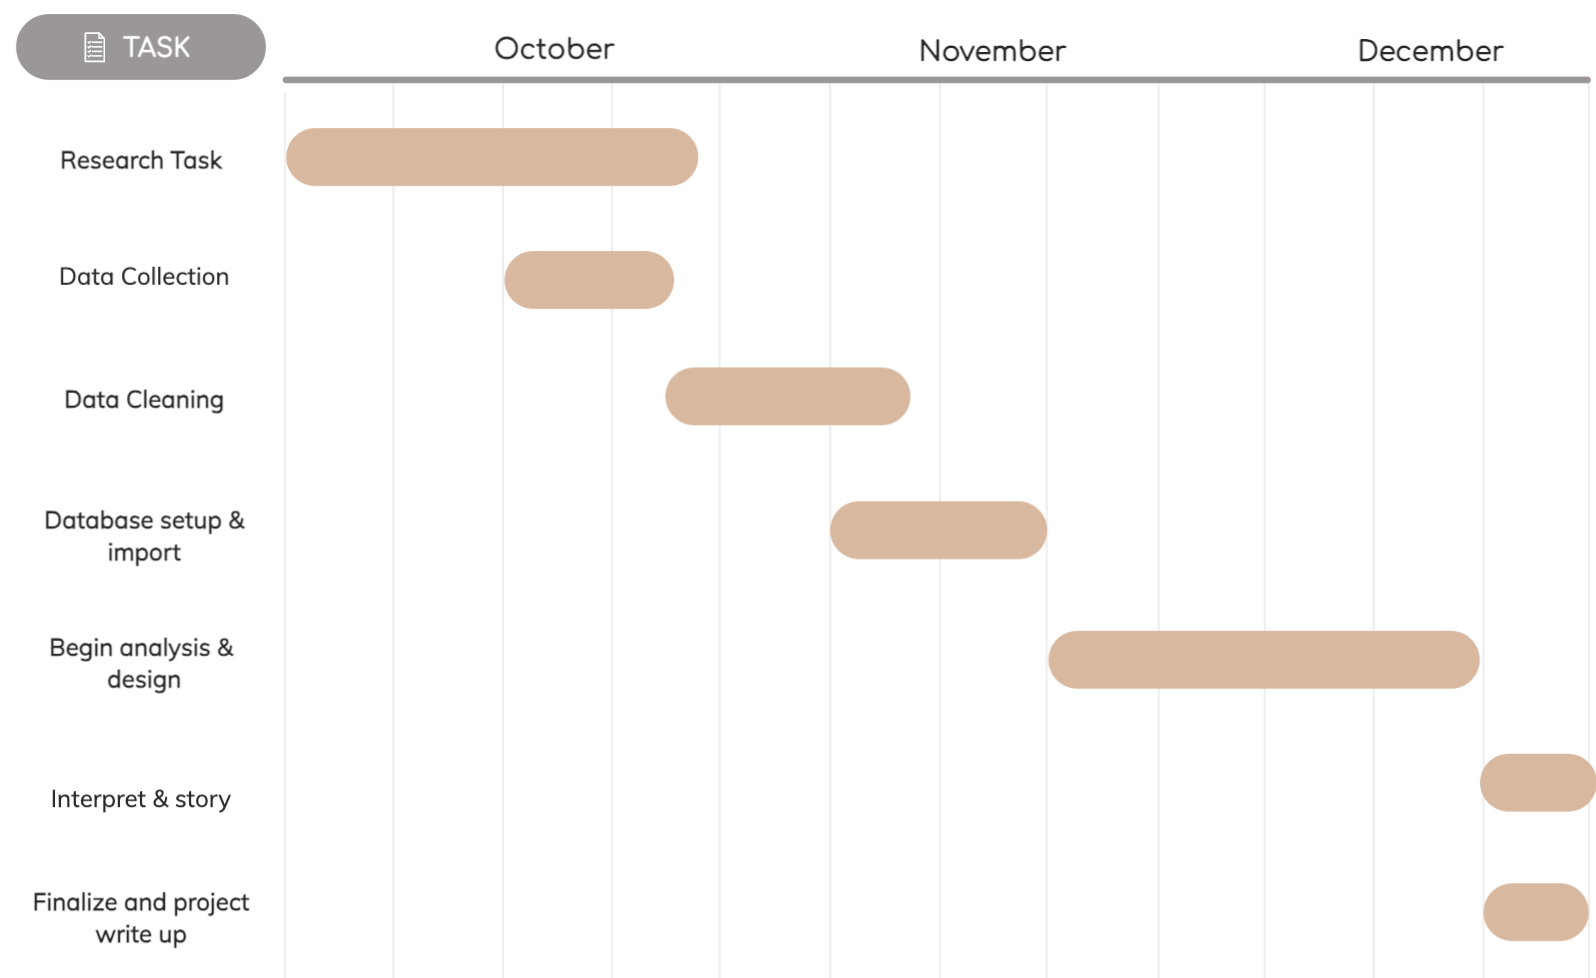 TASK
October
November
December
Research Task
Data Collection
Data Cleaning
Database setup &
import
Begin analysis &
design
Interpret & story
Finalize and project
write up